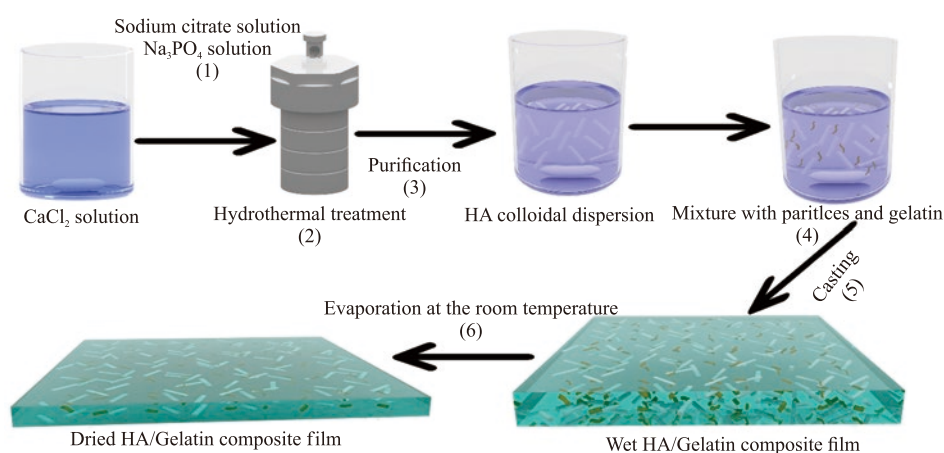 Sodium citrate solution
Na₃PO₄ solution
(1)
CaCl₂ solution
Hydrothermal treatment
(2)
Purification
(3)
HA colloidal dispersion
Mixture with paritlces and gelatin
(4)
Casting
(5)
Evaporation at the room temperature
(6)
Dried HA/Gelatin composite film
Wet HA/Gelatin composite film